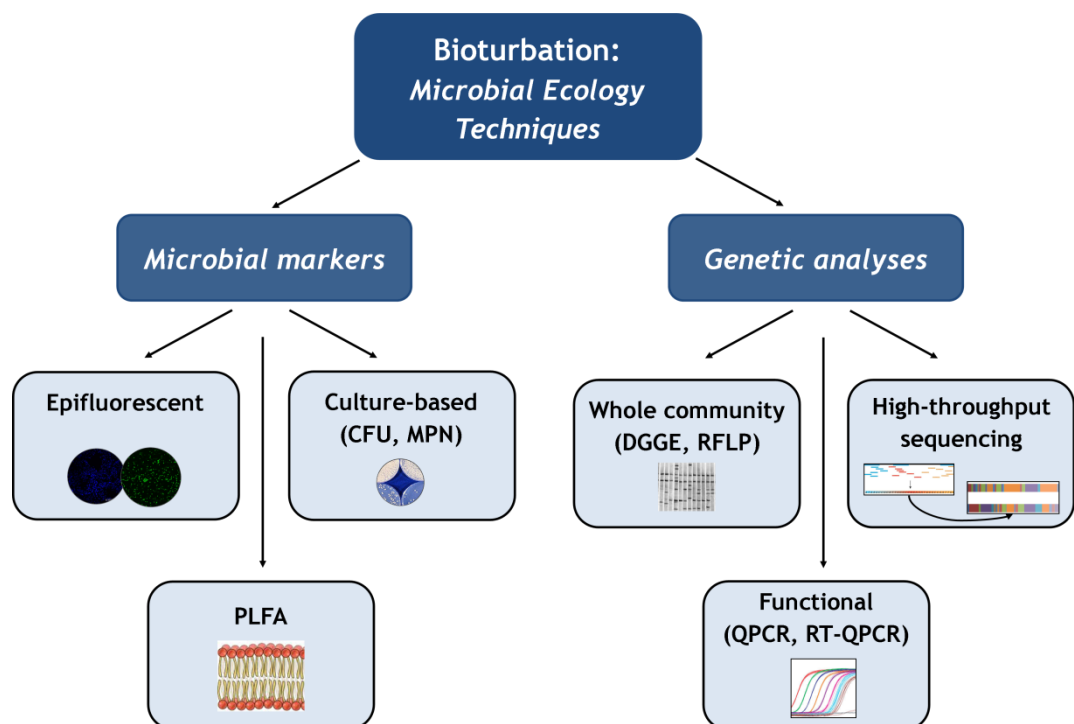 Bioturbation:
Microbial Ecology
Techniques
Microbial markers
Genetic analyses
Epifluorescent
Culture-based
(CFU, MPN)
Whole community
(DGGE, RFLP)
High-throughput
sequencing
PLFA
Functional
(QPCR, RT-QPCR)